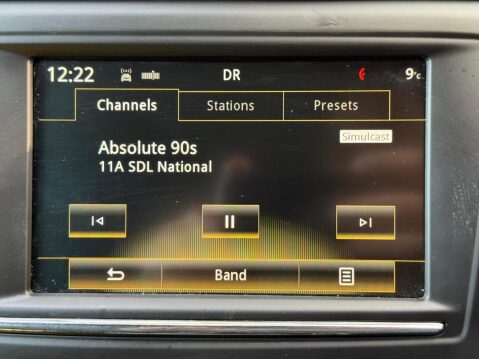 12:22 DR 9°C
Channels Stations Presets
Simulcast
Absolute 90s
11A SDL National
Band